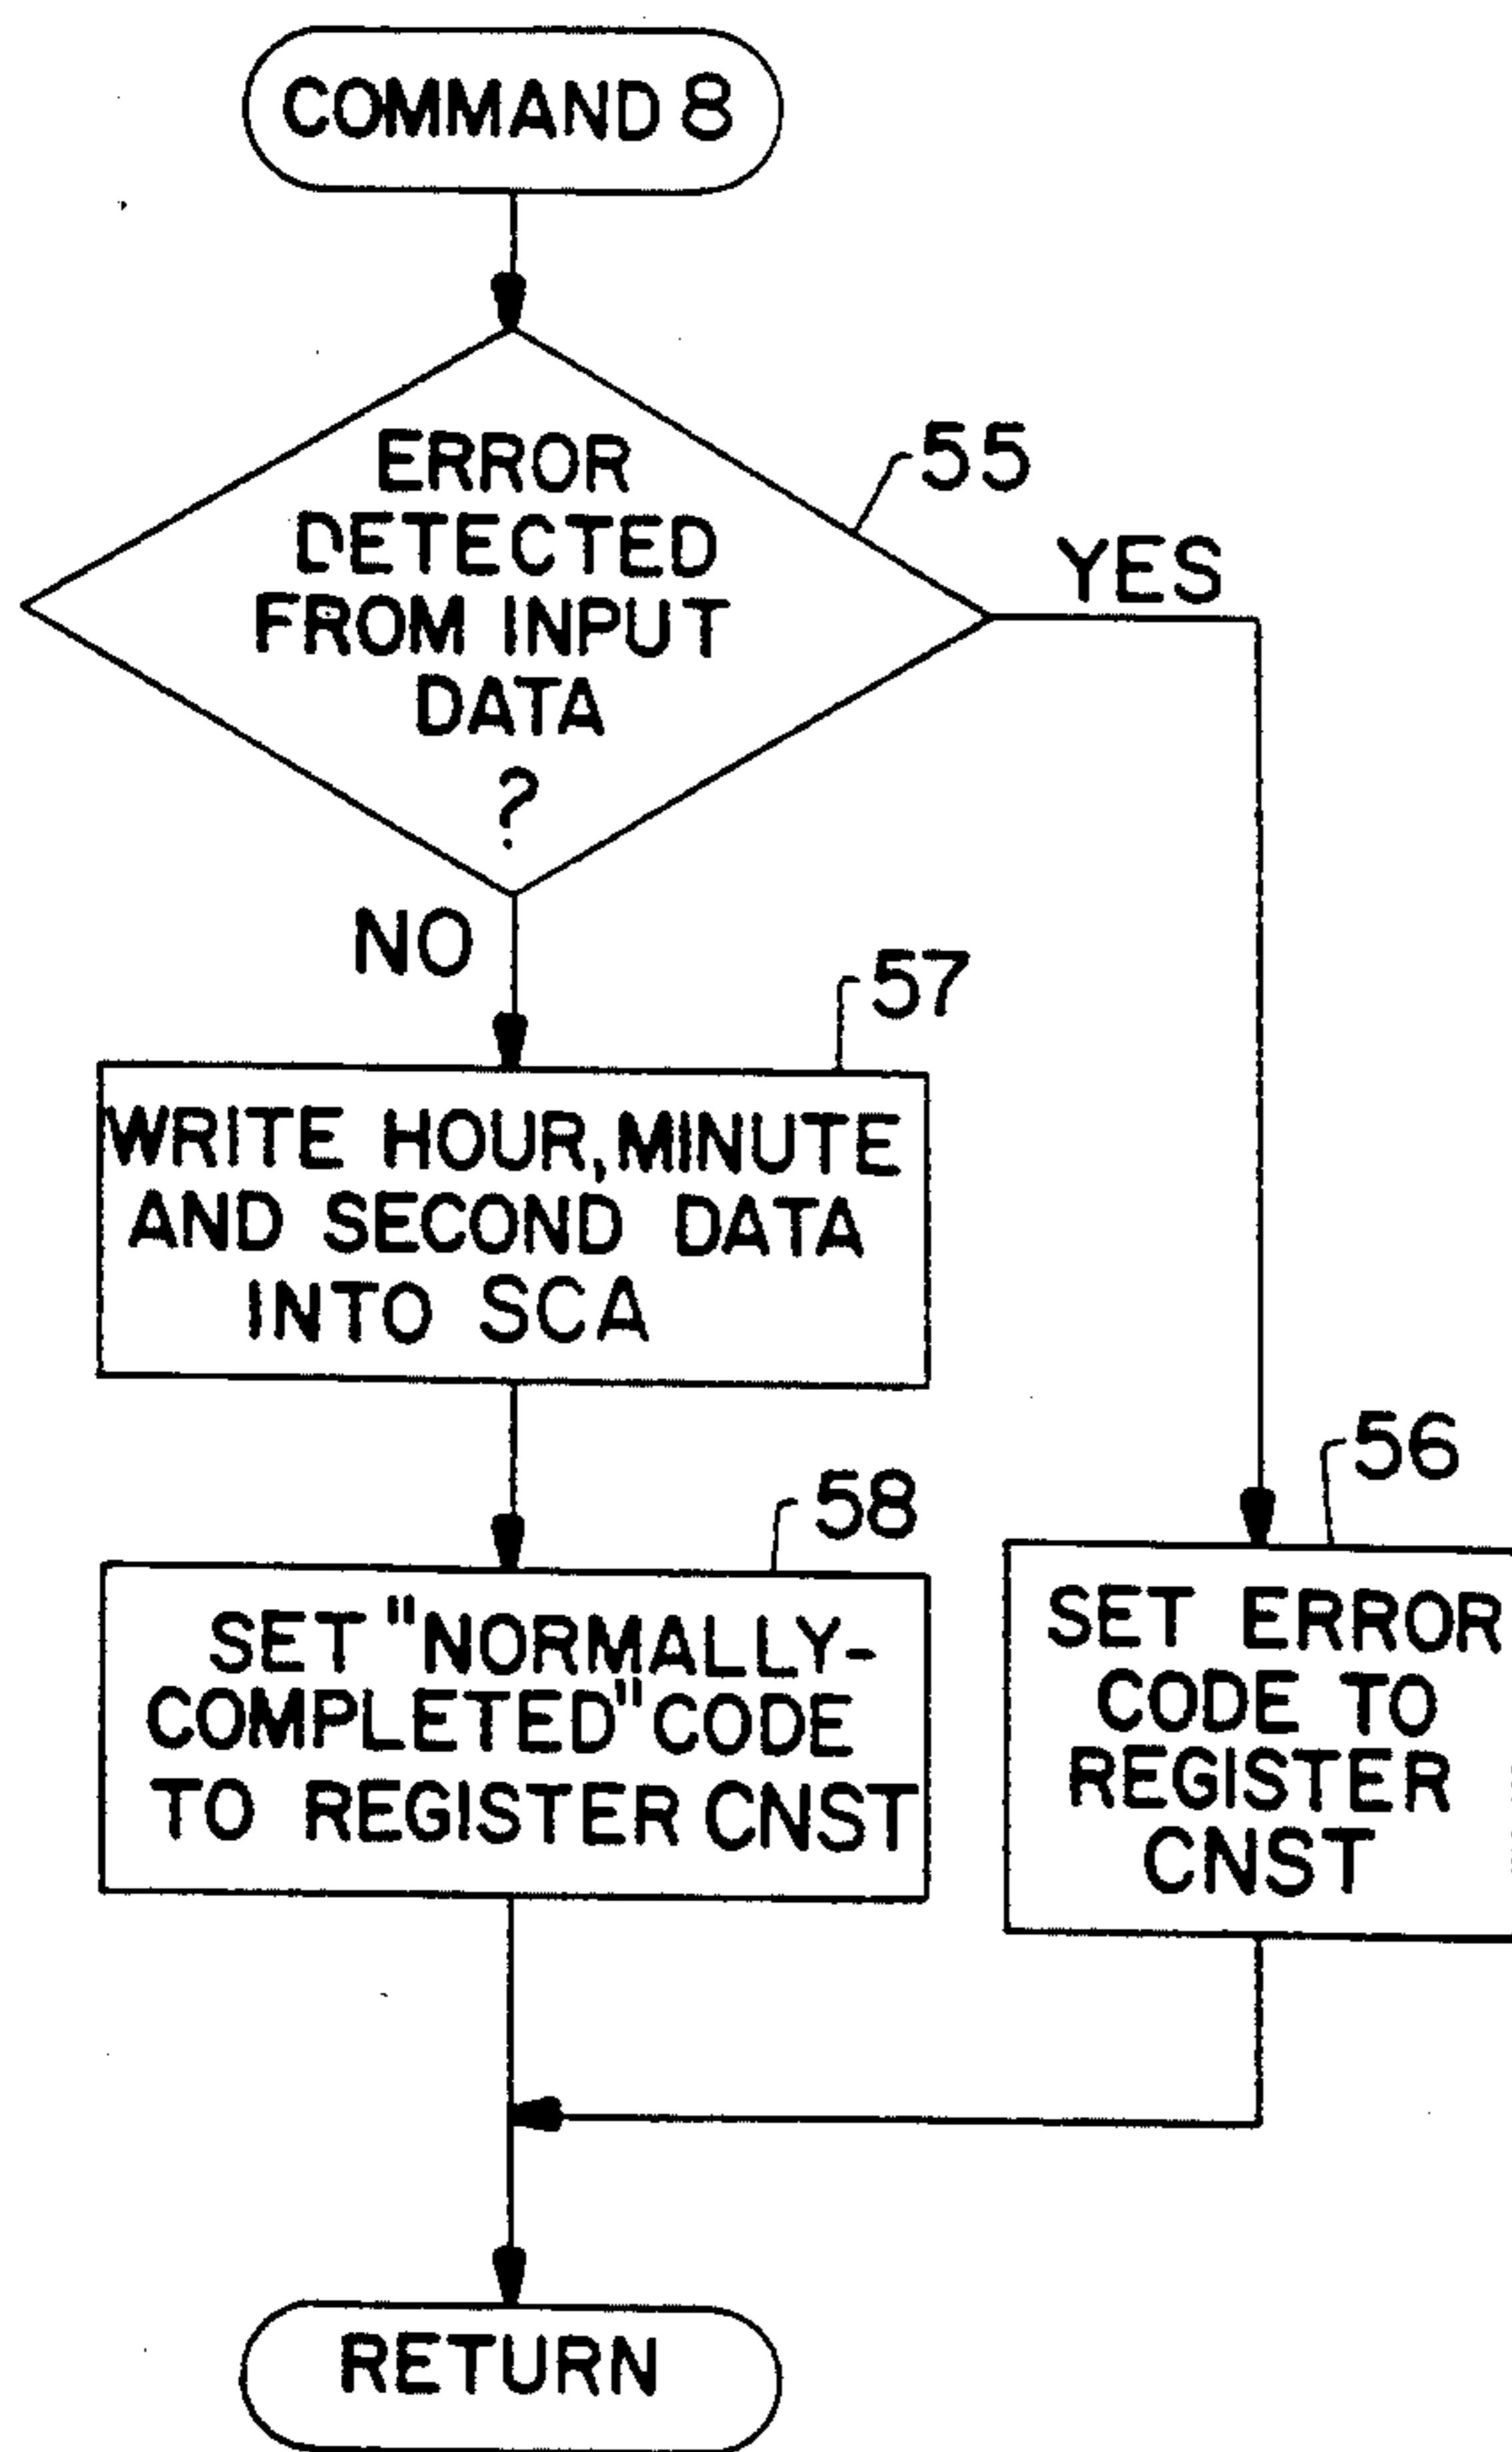 COMMAND 8
ERROR
DETECTED
FROM INPUT
DATA
?
55
YES
NO
57
WRITE HOUR, MINUTE
AND SECOND DATA
INTO SCA
58
SET "NORMALLY-
COMPLETED" CODE
TO REGISTER CNST
56
SET ERROR
CODE TO
REGISTER
CNST
RETURN